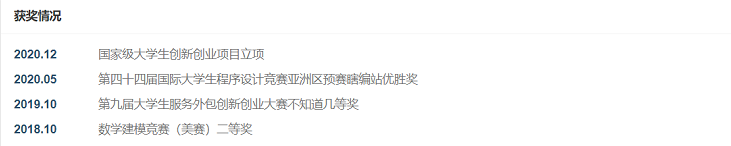 获奖情况
2020.12 国家级大学生创新创业项目立项
2020.05 第四十四届国际大学生程序设计竞赛亚洲区预赛瞎编站优胜奖
2019.10 第九届大学生服务外包创新创业大赛不知道几等奖
2018.10 数学建模竞赛（美赛）二等奖